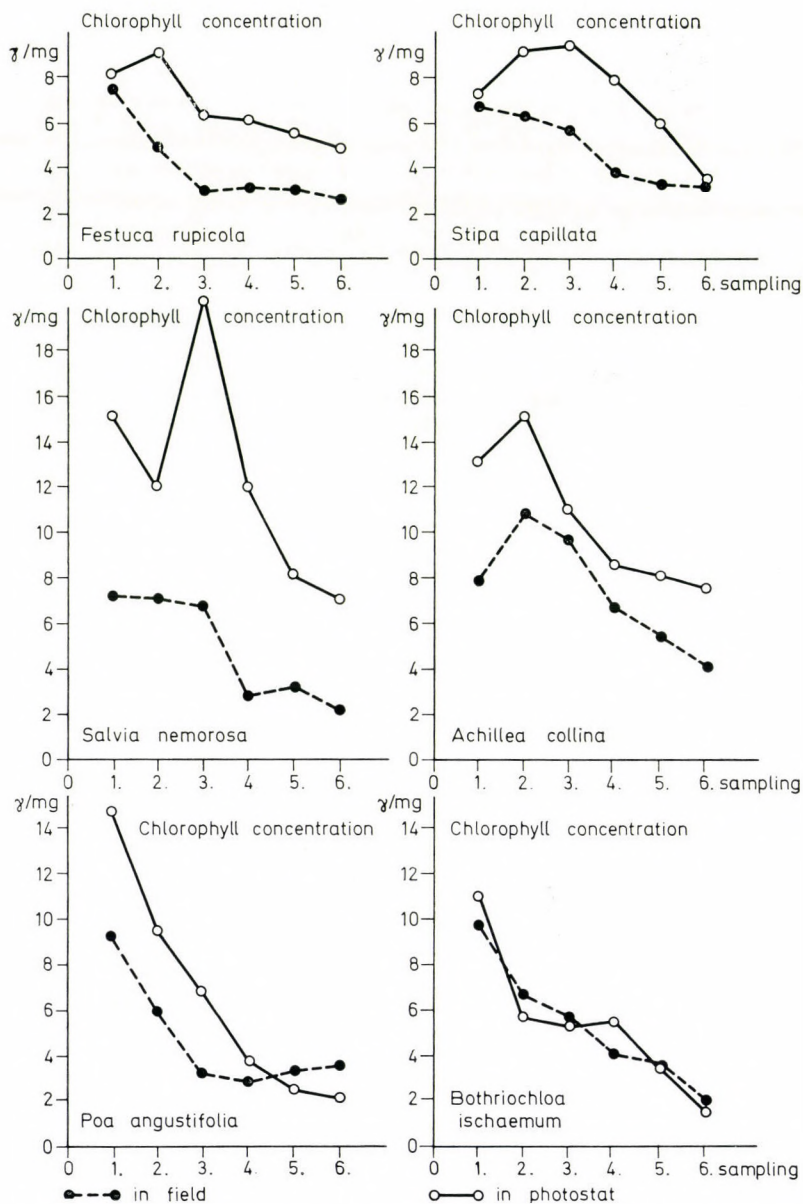 Chlorophyll concentration
γ/mg
8
6
4
2
0
Festuca rupicola
0 1. 2. 3. 4. 5. 6.
Chlorophyll concentration
γ/mg
8
6
4
2
0
Stipa capillata
0 1. 2. 3. 4. 5. 6. sampling
γ/mg Chlorophyll concentration
18
16
14
12
10
8
6
4
2
0
Salvia nemorosa
0 1. 2. 3. 4. 5. 6.
γ/mg Chlorophyll concentration
18
16
14
12
10
8
6
4
2
0
Achillea collina
0 1. 2. 3. 4. 5. 6. sampling
γ/mg
14
Chlorophyll concentration
12
10
8
6
4
2
0
Poa angustifolia
0 1. 2. 3. 4. 5. 6.
γ/mg
14
Chlorophyll concentration
12
10
8
6
4
2
0
Bothriochloa
ischaemum
0 1. 2. 3. 4. 5. 6. sampling
in field
in photostat